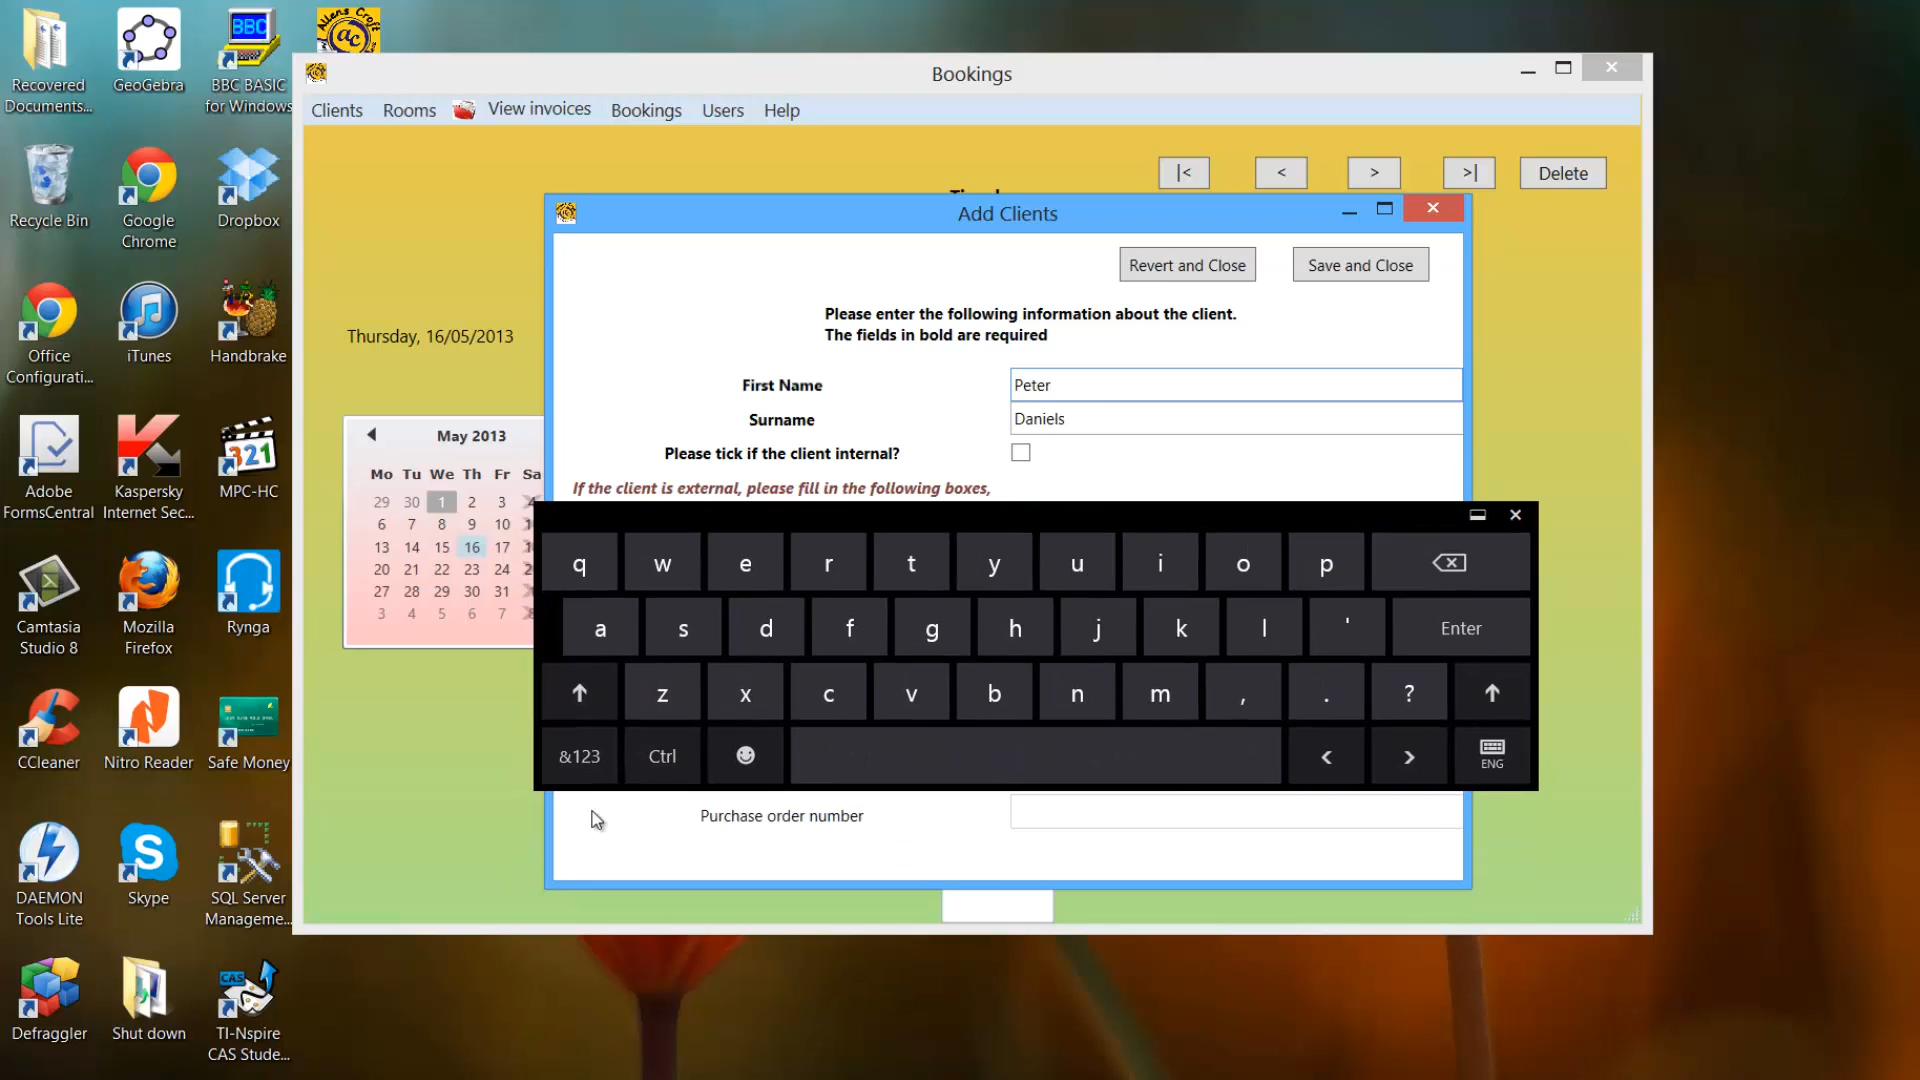 Recovered
Documents...
GeoGebra
BBC
BBC BASIC
for Windows
Allens Croft
ac
Recycle Bin
Google
Chrome
Dropbox
Office
Configurati...
iTunes
Handbrake
Adobe
FormsCentral
Kaspersky
Internet Sec...
321
MPC-HC
Camtasia
Studio 8
Mozilla
Firefox
Rynga
CCleaner
Nitro Reader
Safe Money
DAEMON
Tools Lite
Skype
SQL Server
Manageme...
Defraggler
Shut down
CAS
TI-Nspire
CAS Stude...
Bookings
Clients Rooms View invoices Bookings Users Help
|< < > >| Delete
Thursday, 16/05/2013
May 2013
Mo Tu We Th Fr Sa
29 30 1 2 3 4
6 7 8 9 10
13 14 15 16 17
20 21 22 23 24
27 28 29 30 31
3 4 5 6 7
Add Clients
Revert and Close Save and Close
Please enter the following information about the client.
The fields in bold are required
First Name Peter
Surname Daniels
Please tick if the client internal?
If the client is external, please fill in the following boxes,
q w e r t y u i o p
a s d f g h j k l ' Enter
z x c v b n m , . ?
&123 Ctrl < > ENG
Purchase order number